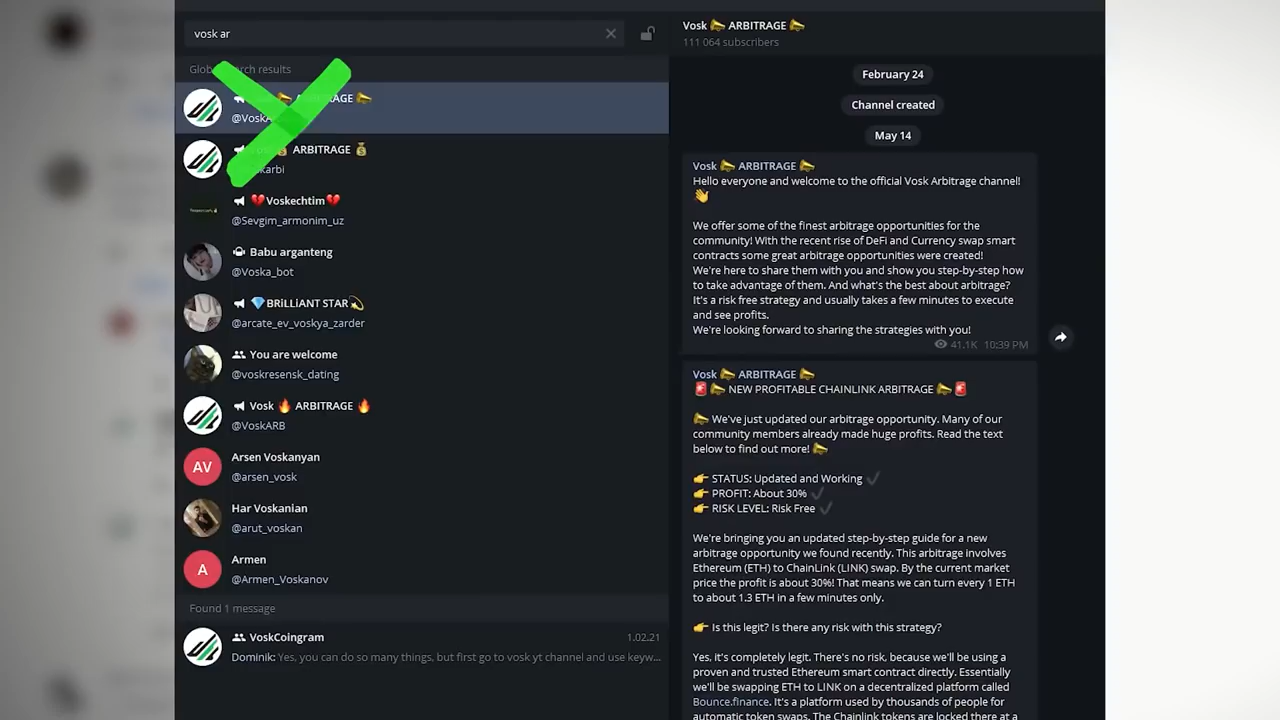 vosk ar
Search results
ARBITRAGE
ARBITRAGE
Voskechtim
@Sevgim_armonim_uz
Babu arganteng
@Voska_bot
BRiLLiANT STAR
@arcate_ev_voskya_zarder
You are welcome
@voskresensk_dating
Vosk ARBITRAGE
@VoskARB
AV
Arsen Voskanyan
@arsen_vosk
Har Voskanian
@arut_voskan
A
Armen
@Armen_Voskanov
Found 1 message
VoskCoingram
1.02.21
Dominik: Yes, you can do so many things, but first go to vosk yt channel and use keyw...
Vosk ARBITRAGE
111 064 subscribers
February 24
Channel created
May 14
Vosk ARBITRAGE
Hello everyone and welcome to the official Vosk Arbitrage channel!
We offer some of the finest arbitrage opportunities for the
community! With the recent rise of DeFi and Currency swap smart
contracts some great arbitrage opportunities were created!
We're here to share them with you and show you step-by-step how
to take advantage of them. And what's the best about arbitrage?
It's a risk free strategy and usually takes a few minutes to execute
and see profits.
We're looking forward to sharing the strategies with you!
41.1K 10:39 PM
Vosk ARBITRAGE
NEW PROFITABLE CHAINLINK ARBITRAGE
We've just updated our arbitrage opportunity. Many of our
community members already made huge profits. Read the text
below to find out more!
STATUS: Updated and Working
PROFIT: About 30%
RISK LEVEL: Risk Free
We're bringing you an updated step-by-step guide for a new
arbitrage opportunity we found recently. This arbitrage involves
Ethereum (ETH) to ChainLink (LINK) swap. By the current market
price the profit is about 30%! That means we can turn every 1 ETH
to about 1.3 ETH in a few minutes only.
Is this legit? Is there any risk with this strategy?
Yes, it's completely legit. There's no risk, because we'll be using a
proven and trusted Ethereum smart contract directly. Essentially
we'll be swapping ETH to LINK on a decentralized platform called
Bounce.finance. It's a platform used by thousands of people for
automatic token swaps. The Chainlink tokens are locked there at a